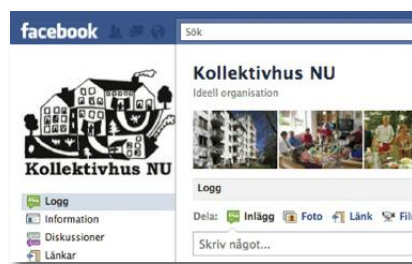 facebook
Sök
Kollektivhus NU
Ideell organisation
Kollektivhus NU
Logg
Information
Diskussioner
Länkar
Logg
Dela: Inlägg Foto Länk
Skriv något...